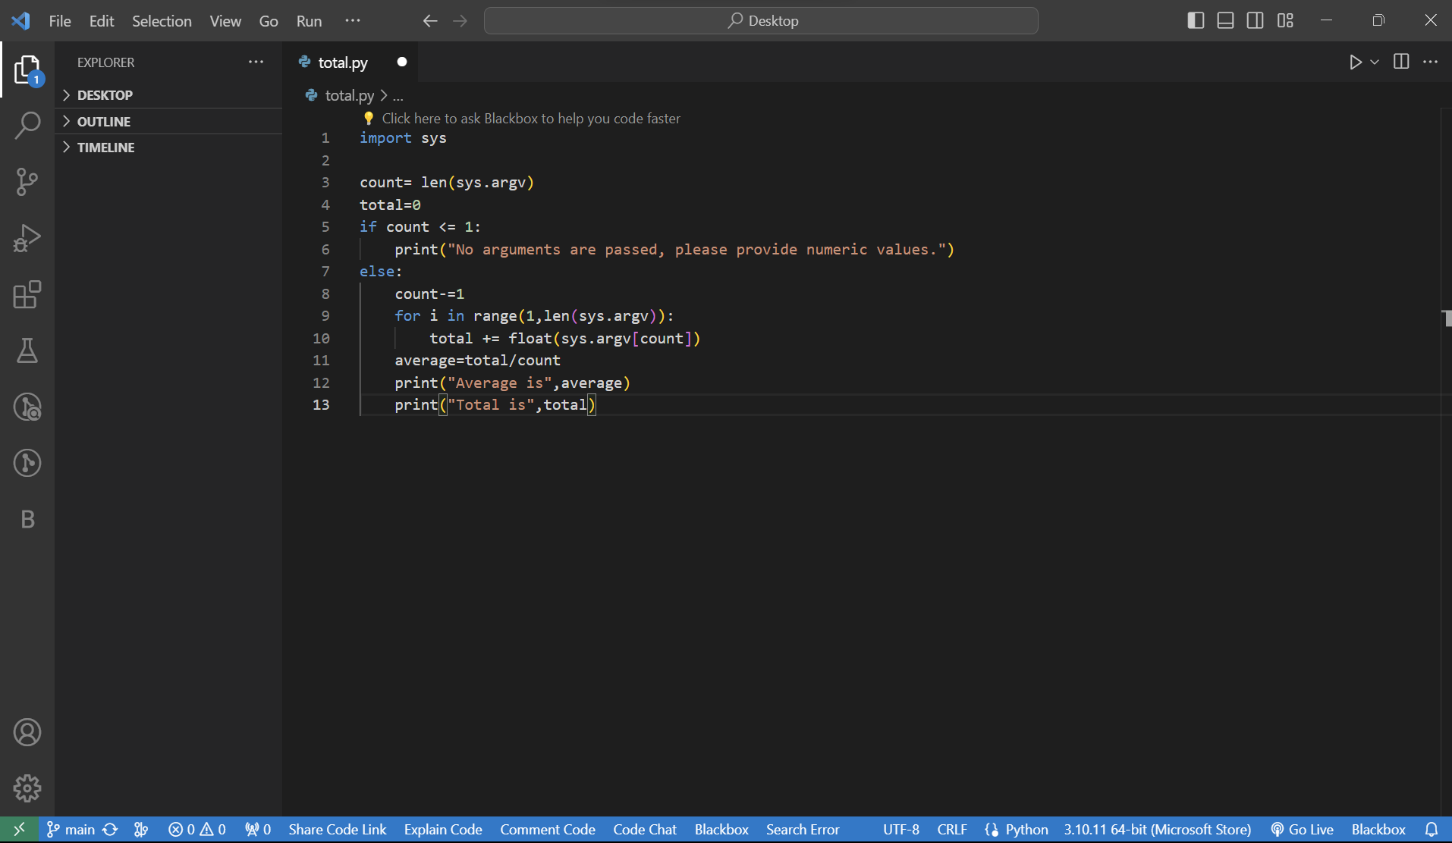 File Edit Selection View Go Run ··· Desktop
EXPLORER ···
DESKTOP
OUTLINE
TIMELINE
1
B
total.py
total.py > ...
Click here to ask Blackbox to help you code faster
1 import sys
2
3 count= len(sys.argv)
4 total=0
5 if count <= 1:
6     print("No arguments are passed, please provide numeric values.")
7 else:
8     count-=1
9     for i in range(1,len(sys.argv)):
10         total += float(sys.argv[count])
11     average=total/count
12     print("Average is",average)
13     print("Total is",total)
main 0 0 0 Share Code Link Explain Code Comment Code Code Chat Blackbox Search Error UTF-8 CRLF Python 3.10.11 64-bit (Microsoft Store) Go Live Blackbox